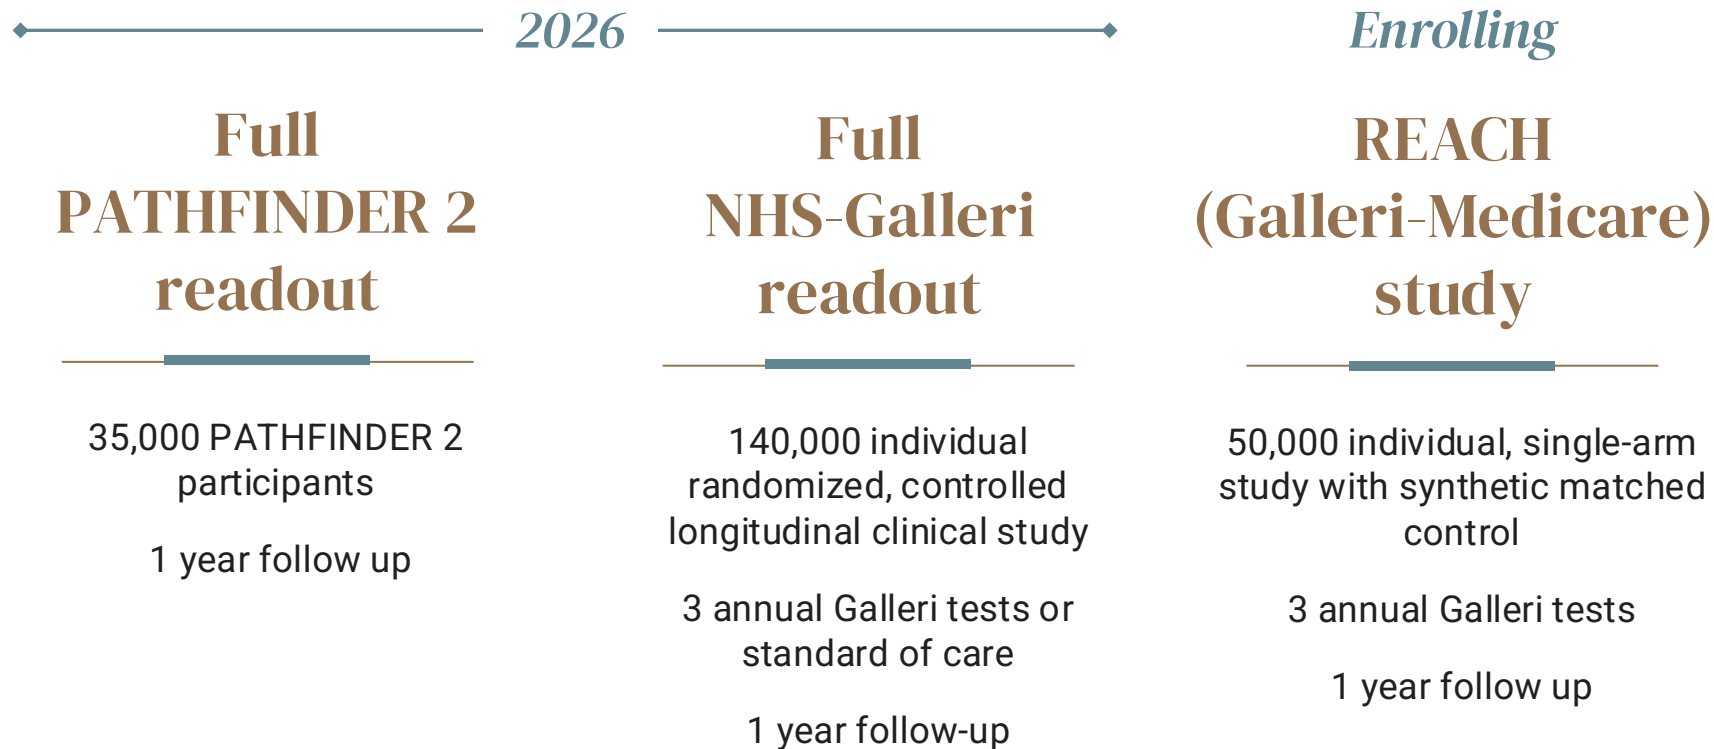 2026
Enrolling
Full
PATHFINDER 2
readout
35,000 PATHFINDER 2
participants
1 year follow up
Full
NHS-Galleri
readout
140,000 individual
randomized, controlled
longitudinal clinical study
3 annual Galleri tests or
standard of care
1 year follow-up
REACH
(Galleri-Medicare)
study
50,000 individual, single-arm
study with synthetic matched
control
3 annual Galleri tests
1 year follow up